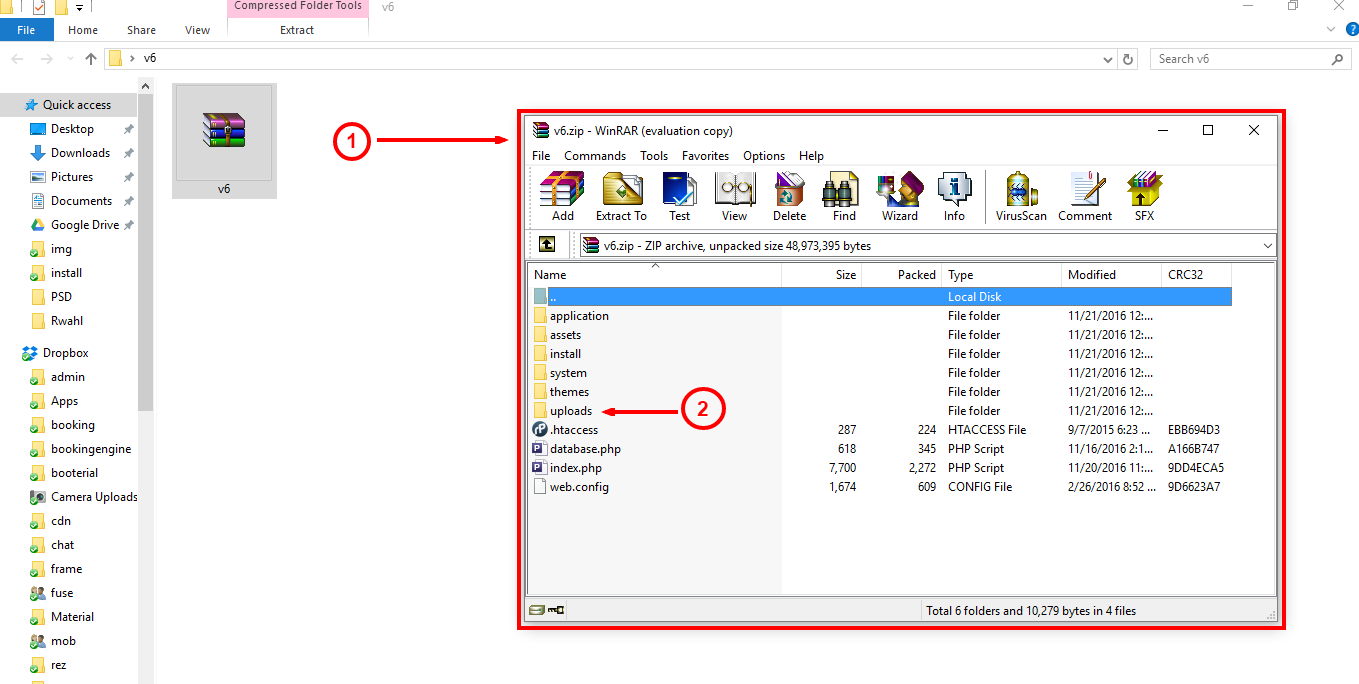 Compressed Folder Tools v6
File Home Share View Extract
v6 Search v6
Quick access
Desktop
Downloads
Pictures
Documents
Google Drive
img
install
PSD
Rwahl
Dropbox
admin
Apps
booking
bookingengine
booterial
Camera Uploads
cdn
chat
frame
fuse
Material
mob
rez
v6
1
v6.zip - WinRAR (evaluation copy)
File Commands Tools Favorites Options Help
Add Extract To Test View Delete Find Wizard Info VirusScan Comment SFX
v6.zip - ZIP archive, unpacked size 48,973,395 bytes
Name Size Packed Type Modified CRC32
.. Local Disk
application File folder 11/21/2016 12:...
assets File folder 11/21/2016 12:...
install File folder 11/21/2016 12:...
system File folder 11/21/2016 12:...
themes File folder 11/21/2016 12:...
uploads 2 File folder 11/21/2016 12:...
.htaccess 287 224 HTACCESS File 9/7/2015 6:23 ... EBB694D3
database.php 618 345 PHP Script 11/16/2016 2:1... A166B747
index.php 7,700 2,272 PHP Script 11/20/2016 11:... 9DD4ECA5
web.config 1,674 609 CONFIG File 2/26/2016 8:52 ... 9D6623A7
Total 6 folders and 10,279 bytes in 4 files